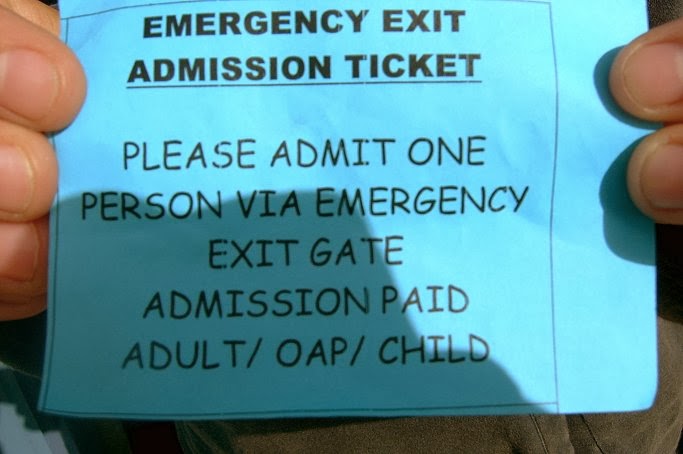 EMERGENCY EXIT
ADMISSION TICKET
PLEASE ADMIT ONE
PERSON VIA EMERGENCY
EXIT GATE
ADMISSION PAID
ADULT/ OAP/ CHILD